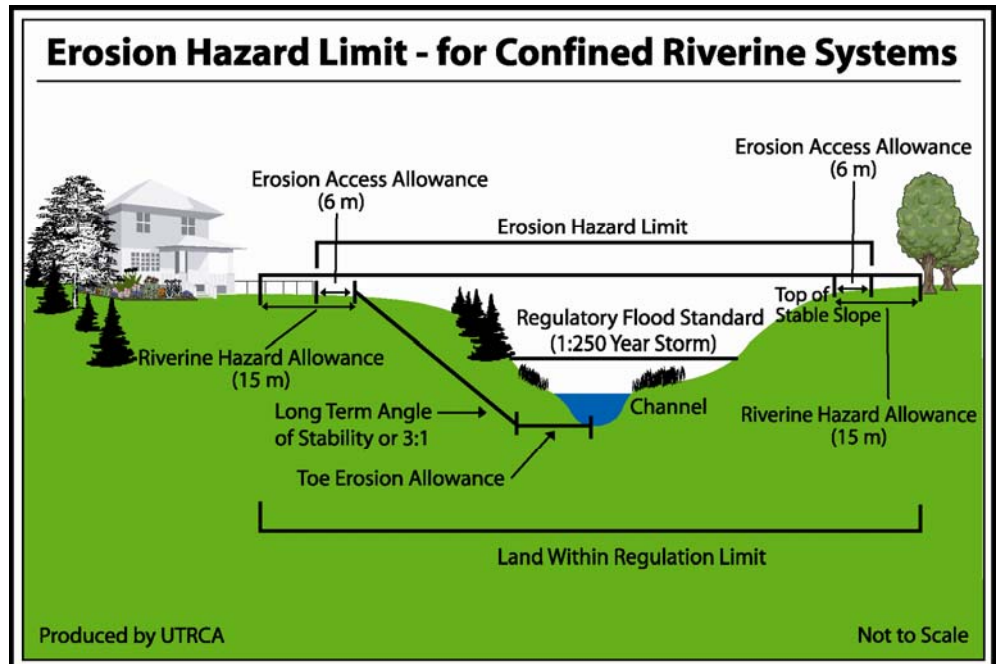 Erosion Hazard Limit - for Confined Riverine Systems
Erosion Access Allowance
(6 m)
Erosion Access Allowance
(6 m)
Erosion Hazard Limit
Top of
Stable Slope
Regulatory Flood Standard
(1:250 Year Storm)
Riverine Hazard Allowance
(15 m)
Long Term Angle
of Stability or 3:1
Channel
Riverine Hazard Allowance
(15 m)
Toe Erosion Allowance
Land Within Regulation Limit
Produced by UTRCA
Not to Scale